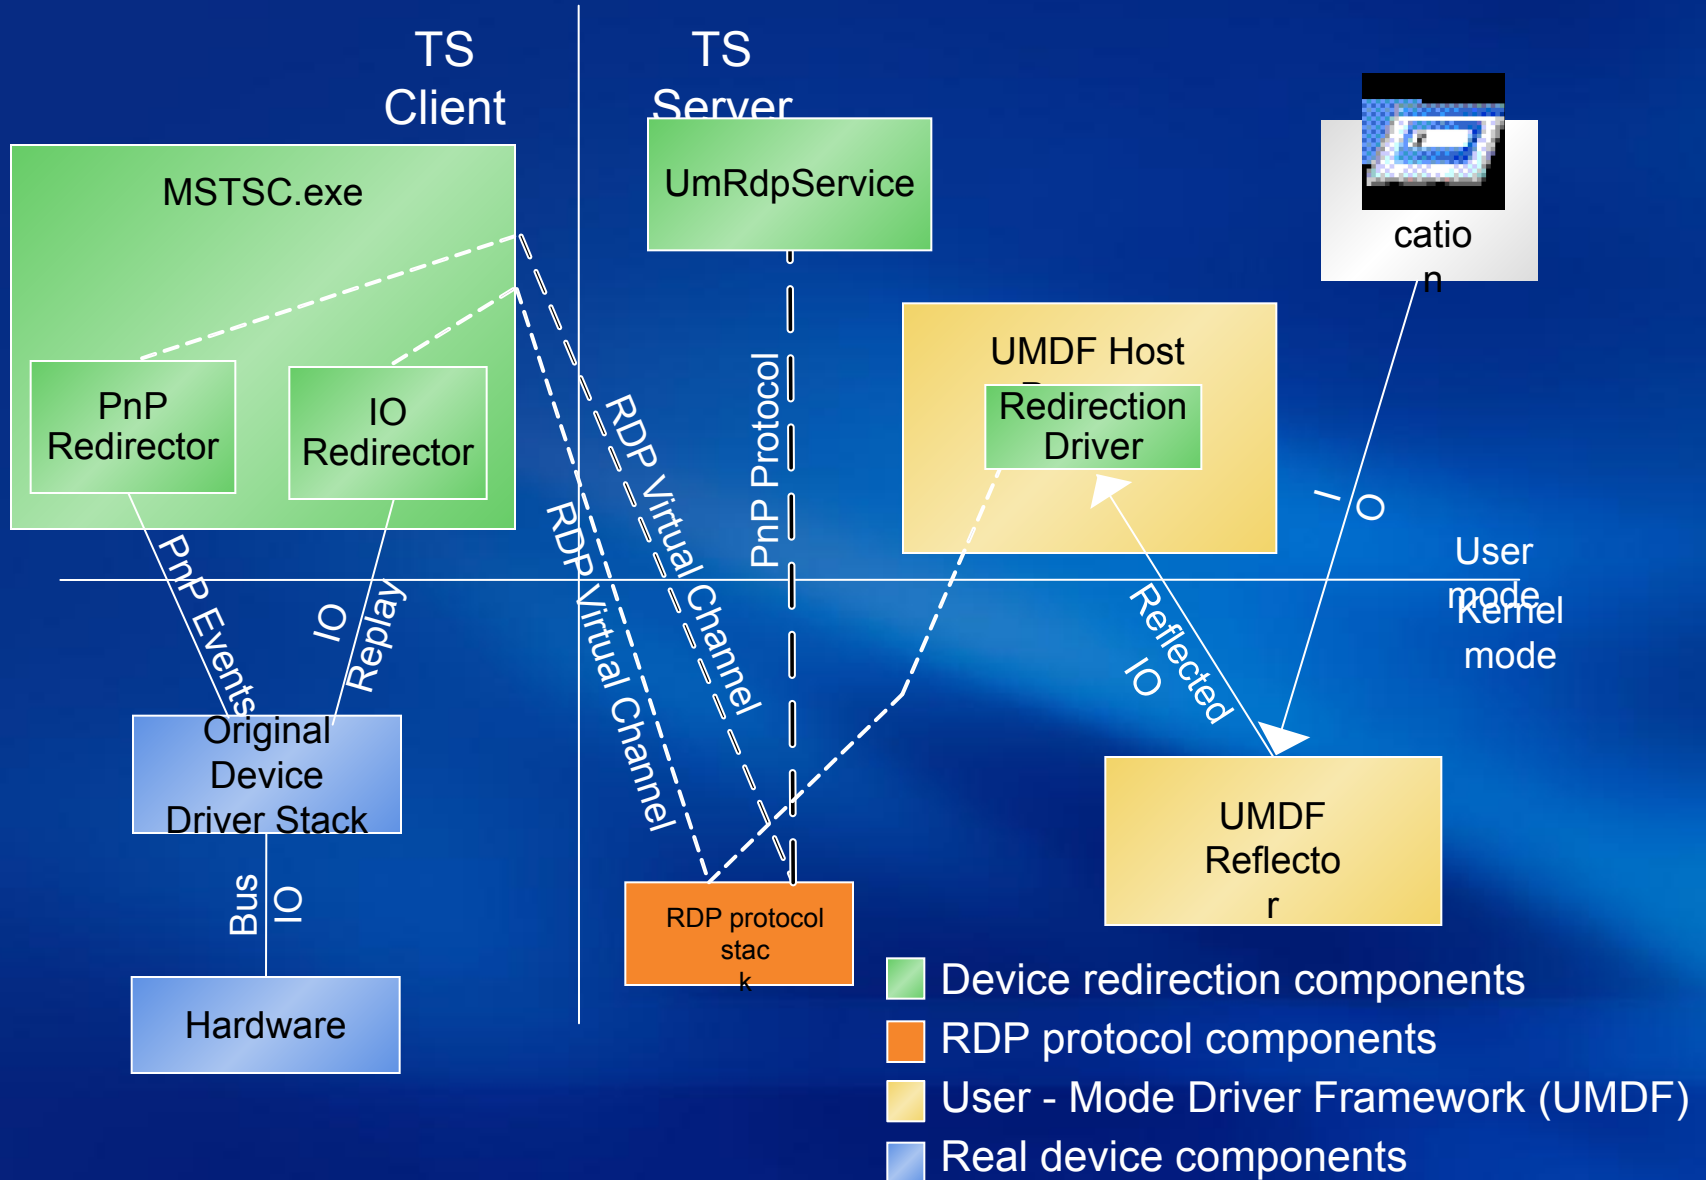 TS
Client
TS
Server
MSTSC.exe
UmRdpService
catio
n
UMDF Host
PnP
Redirector
IO
Redirector
Redirection
Driver
PnP Protocol
RDP Virtual Channel
RDP Virtual Channel
I
O
PnP Events
IO
Replay
User
mode
Kernel
mode
Reflected
IO
Original
Device
Driver Stack
UMDF
Reflecto
r
Bus
IO
RDP protocol
stac
k
Hardware
Device redirection components
RDP protocol components
User - Mode Driver Framework (UMDF)
Real device components